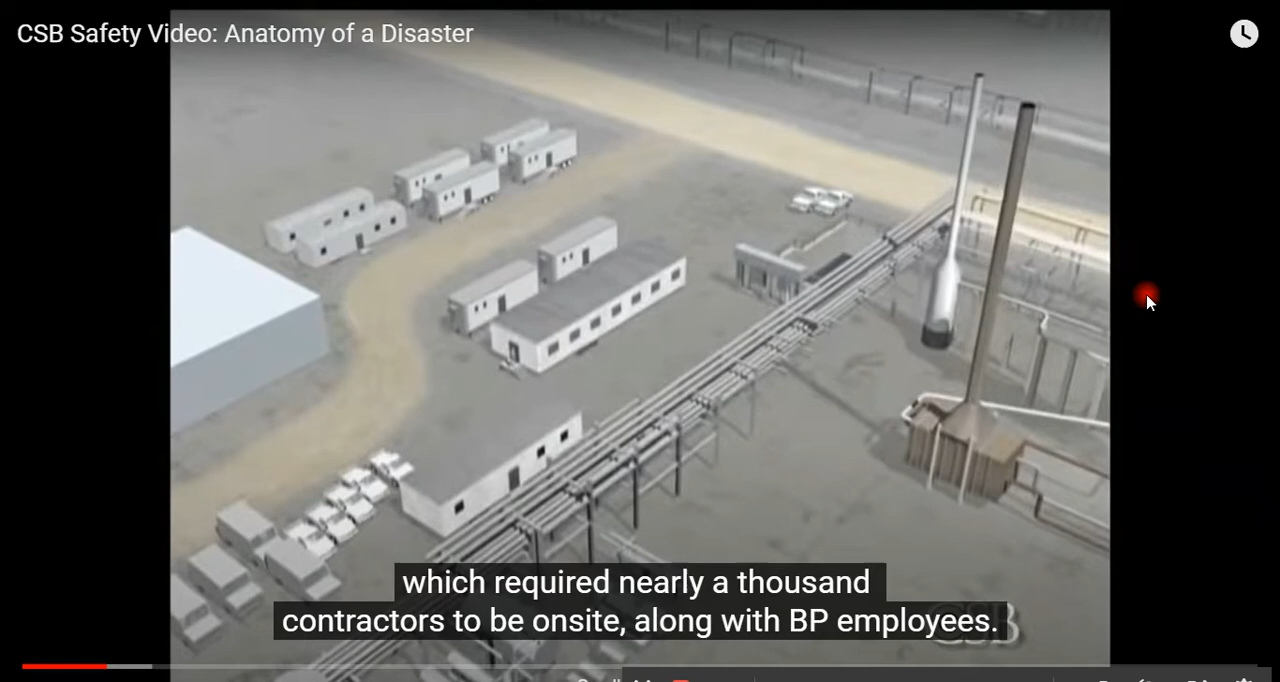 CSB Safety Video: Anatomy of a Disaster
which required nearly a thousand
contractors to be onsite, along with BP employees.
CSB